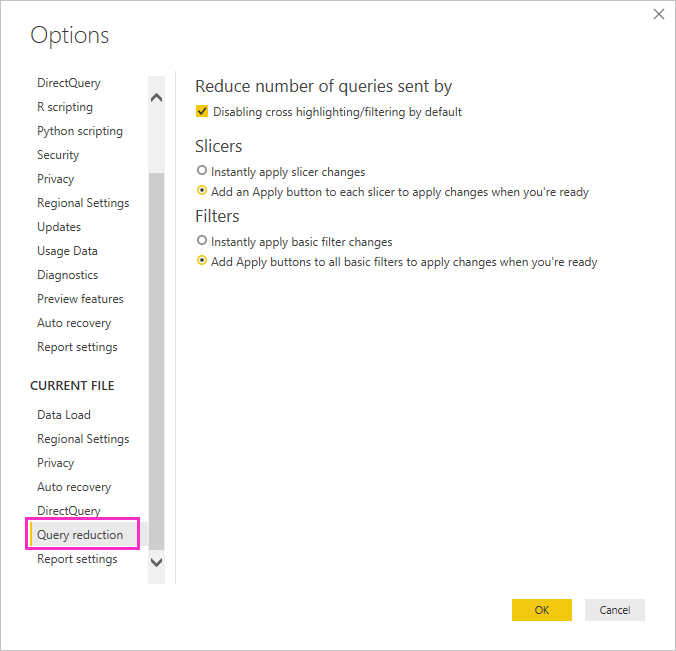 Options
DirectQuery
R scripting
Python scripting
Security
Privacy
Regional Settings
Updates
Usage Data
Diagnostics
Preview features
Auto recovery
Report settings
CURRENT FILE
Data Load
Regional Settings
Privacy
Auto recovery
DirectQuery
Query reduction
Report settings
Reduce number of queries sent by
Disabling cross highlighting/filtering by default
Slicers
Instantly apply slicer changes
Add an Apply button to each slicer to apply changes when you're ready
Filters
Instantly apply basic filter changes
Add Apply buttons to all basic filters to apply changes when you're ready
OK
Cancel